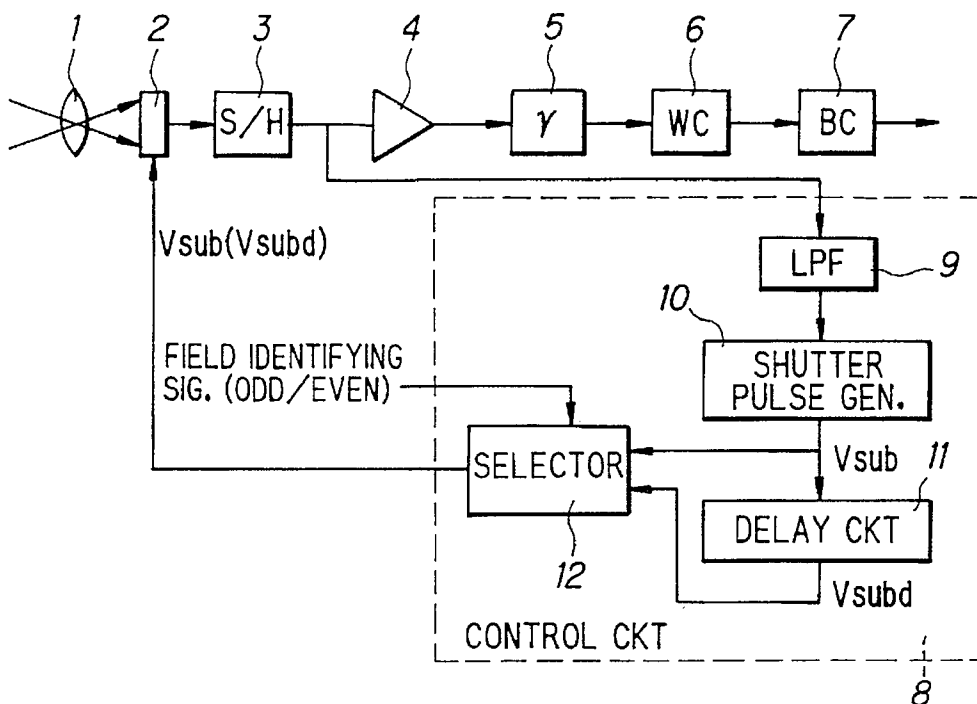 1 2 3 4 5 6 7
S/H γ WC BC
Vsub(Vsubd)
LPF
9
10
FIELD IDENTIFYING
SIG. (ODD/EVEN)
SHUTTER
PULSE GEN.
SELECTOR
Vsub
11
DELAY CKT
12
Vsubd
CONTROL CKT
8